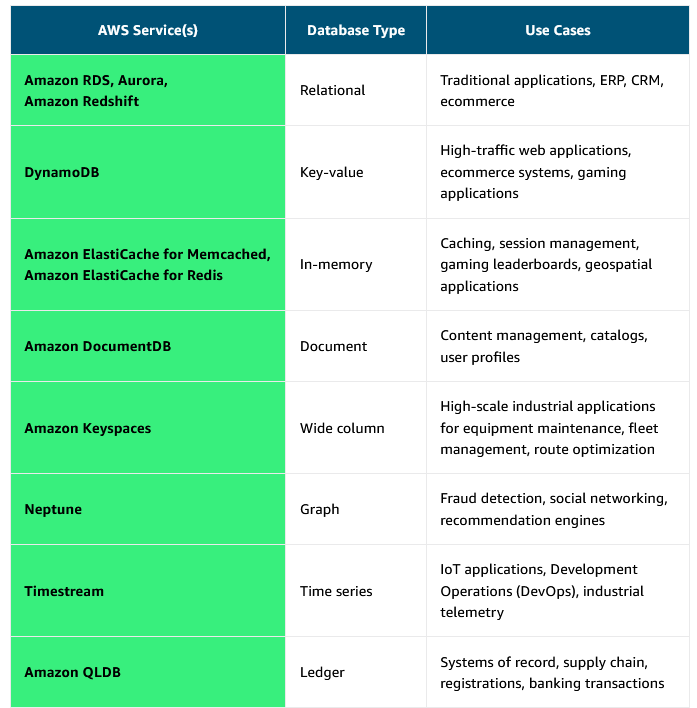 AWS Service(s) Database Type Use Cases
Amazon RDS, Aurora,
Amazon Redshift
Relational
Traditional applications, ERP, CRM,
ecommerce
DynamoDB
Key-value
High-traffic web applications,
ecommerce systems, gaming
applications
Amazon ElastiCache for Memcached,
Amazon ElastiCache for Redis
In-memory
Caching, session management,
gaming leaderboards, geospatial
applications
Amazon DocumentDB
Document
Content management, catalogs,
user profiles
Amazon Keyspaces
Wide column
High-scale industrial applications
for equipment maintenance, fleet
management, route optimization
Neptune
Graph
Fraud detection, social networking,
recommendation engines
Timestream
Time series
IoT applications, Development
Operations (DevOps), industrial
telemetry
Amazon QLDB
Ledger
Systems of record, supply chain,
registrations, banking transactions